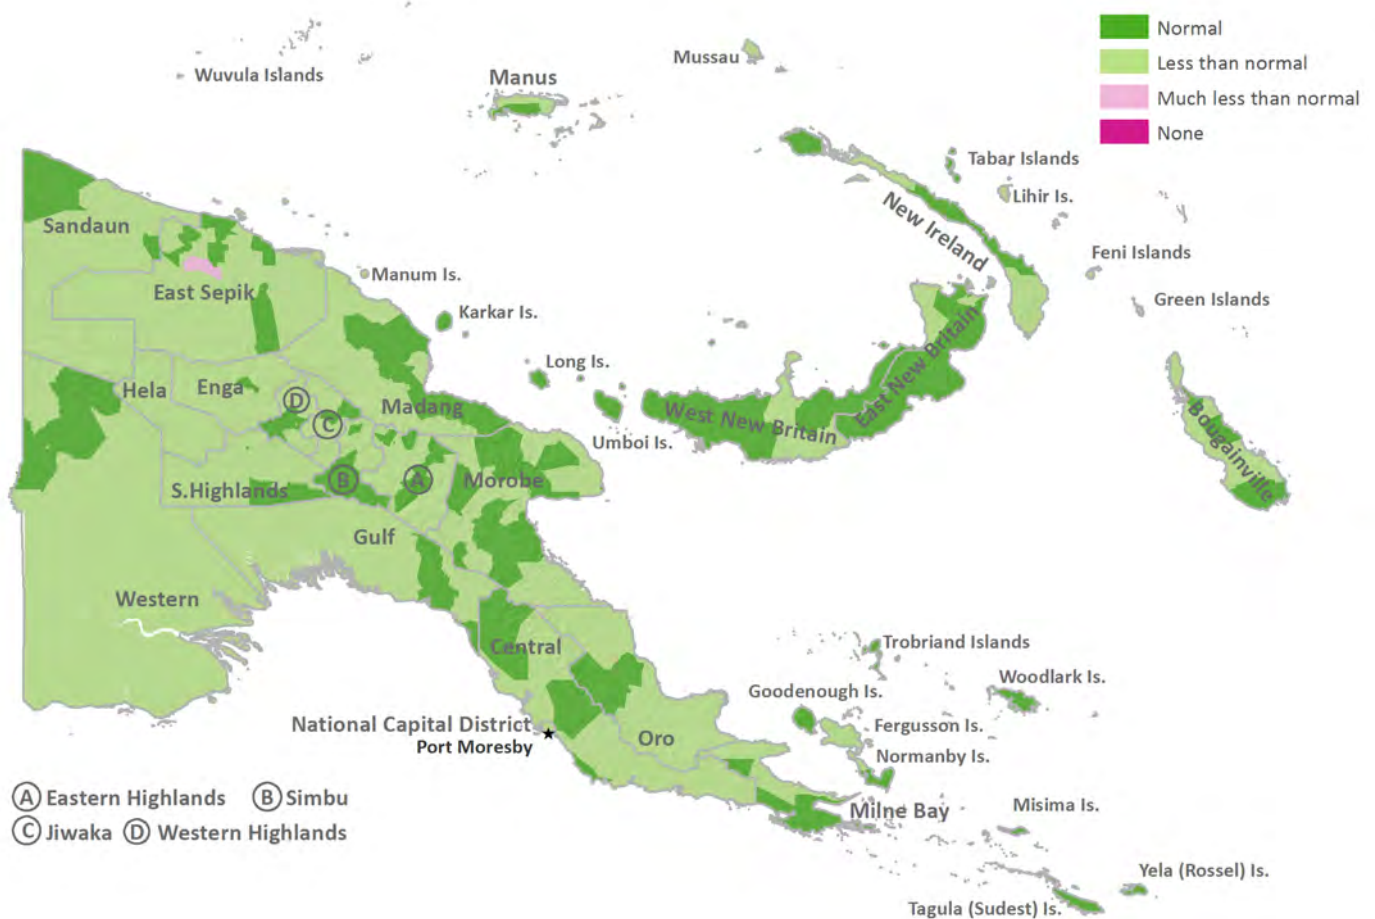 Normal
Less than normal
Much less than normal
None
Mussau
Wuvula Islands
Manus
Tabar Islands
Lihir Is.
New Ireland
Sandaun
Feni Islands
Manum Is.
East Sepik
Green Islands
Karkar Is.
East New Britain
Long Is.
Hela
Enga
D
Madang
West New Britain
C
Umboi Is.
Bougainville
S.Highlands
B
A
Morobe
Gulf
Western
Central
Trobriand Islands
Woodlark Is.
Goodenough Is.
National Capital District
Port Moresby
Oro
Fergusson Is.
Normanby Is.
A Eastern Highlands B Simbu
C Jiwaka D Western Highlands
Milne Bay
Misima Is.
Yela (Rossel) Is.
Tagula (Sudest) Is.